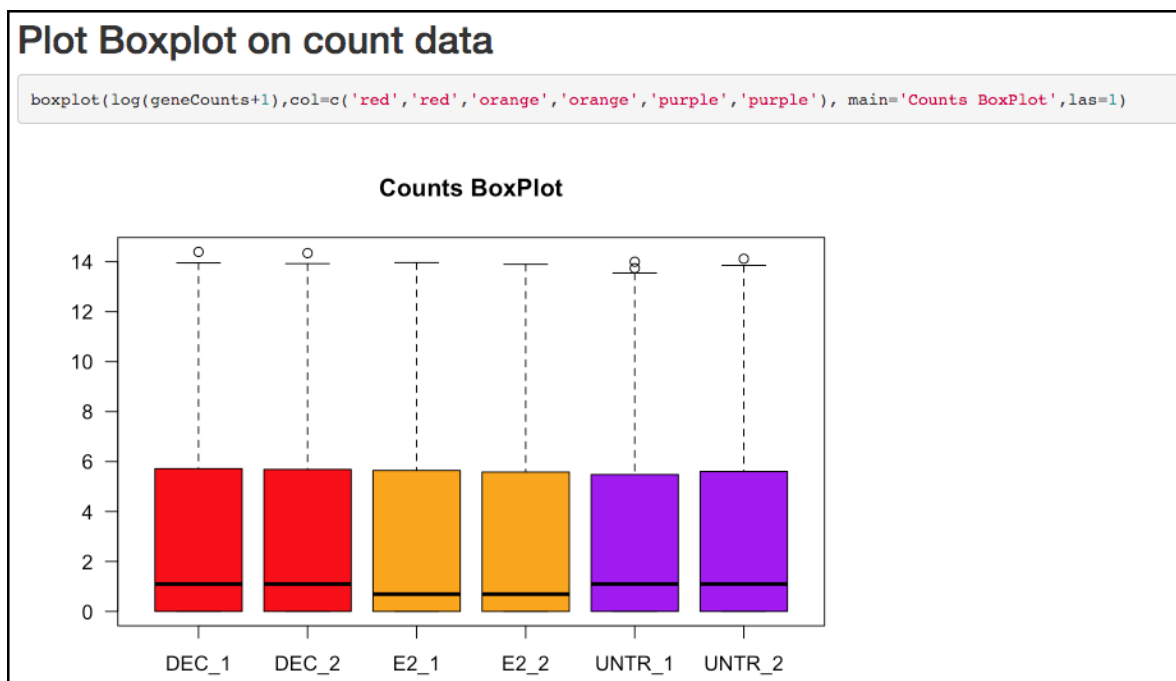 Plot Boxplot on count data
boxplot(log(geneCounts+1),col=c('red','red','orange','orange','purple','purple'), main='Counts BoxPlot',las=1)
Counts BoxPlot
14
12
10
8
6
4
2
0
DEC_1 DEC_2 E2_1 E2_2 UNTR_1 UNTR_2